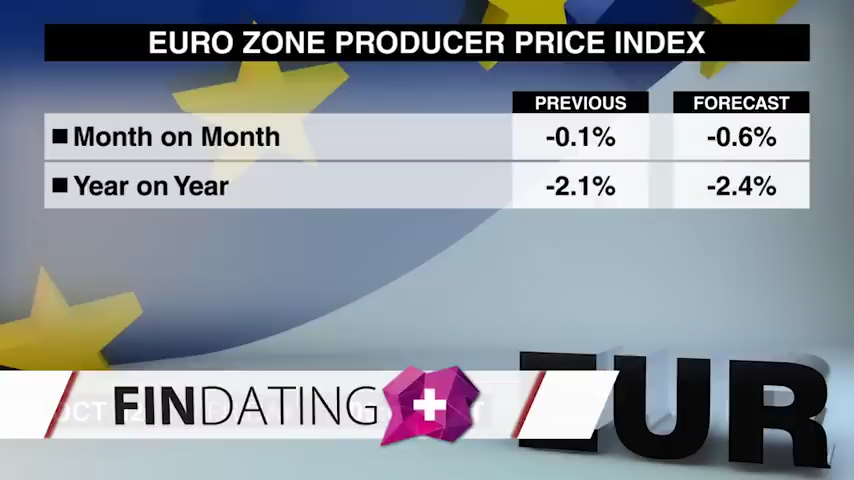 EURO ZONE PRODUCER PRICE INDEX
PREVIOUS FORECAST
Month on Month -0.1% -0.6%
Year on Year -2.1% -2.4%
FINDATING
EUR